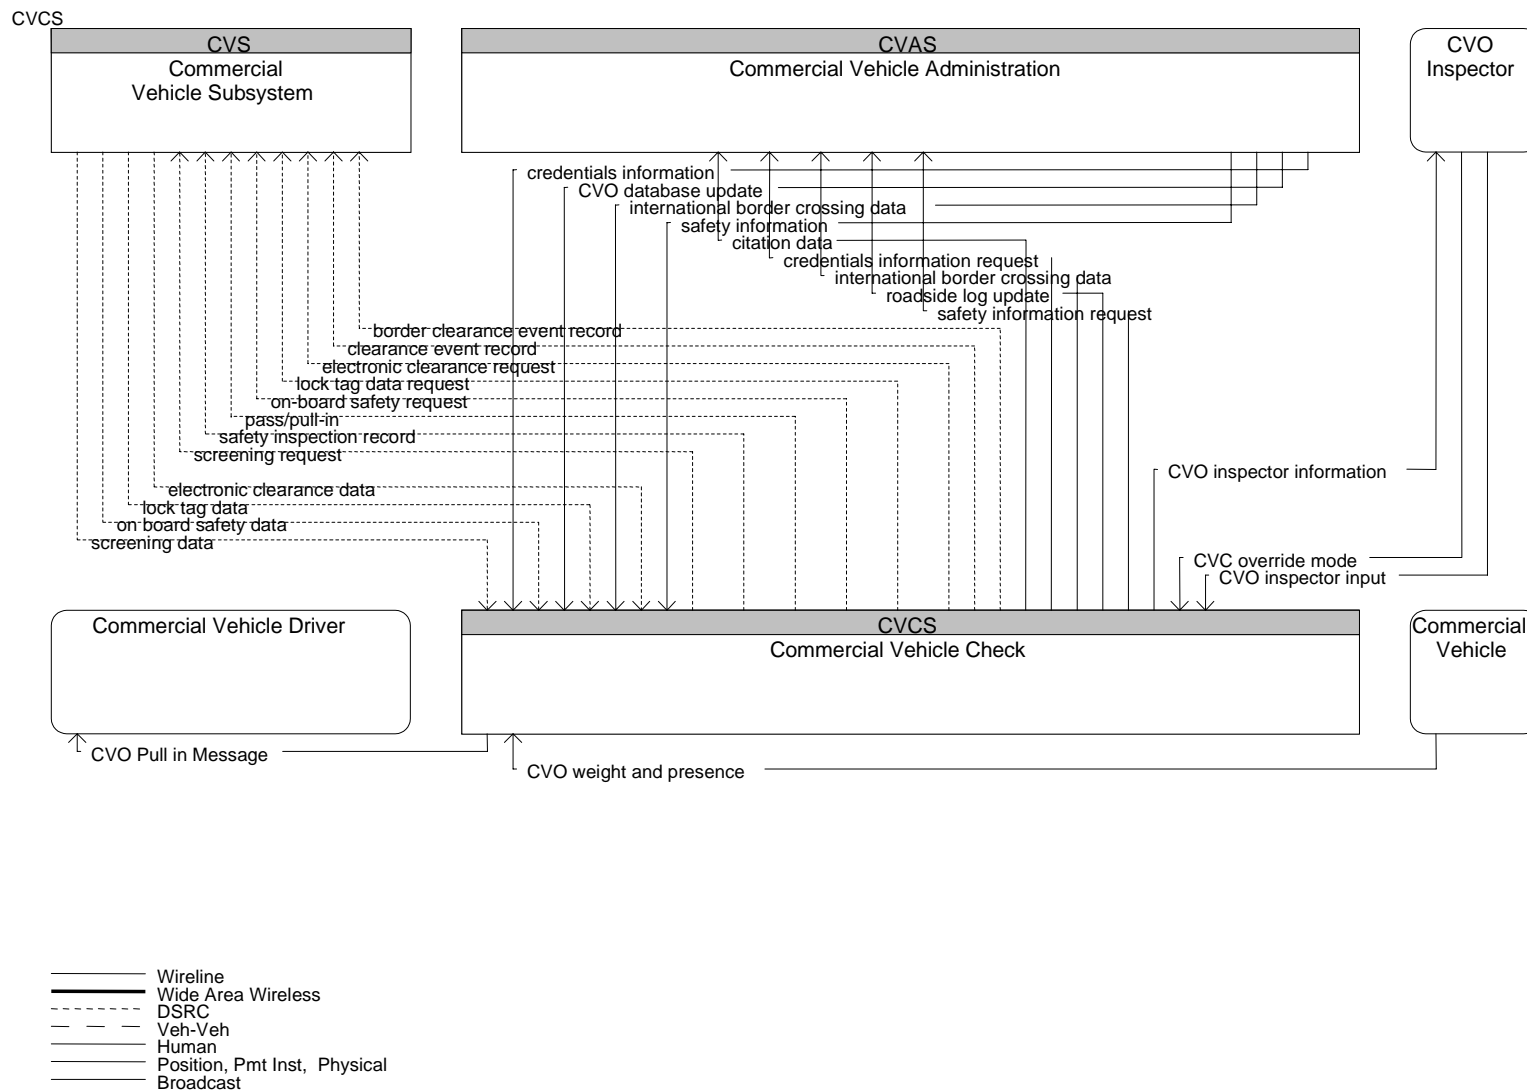 CVCS
CVS
Commercial
Vehicle Subsystem
CVAS
Commercial Vehicle Administration
CVO
Inspector
credentials information
CVO database update
international border crossing data
safety information
citation data
credentials information request
international border crossing data
roadside log update
safety information request
border clearance event record
clearance event record
electronic clearance request
lock tag data request
on-board safety request
pass/pull-in
safety inspection record
screening request
CVO inspector information
electronic clearance data
lock tag data
on board safety data
screening data
CVC override mode
CVO inspector input
Commercial Vehicle Driver
CVCS
Commercial Vehicle Check
Commercial
Vehicle
CVO Pull in Message
CVO weight and presence
Wireline
Wide Area Wireless
DSRC
Veh-Veh
Human
Position, Pmt Inst, Physical
Broadcast